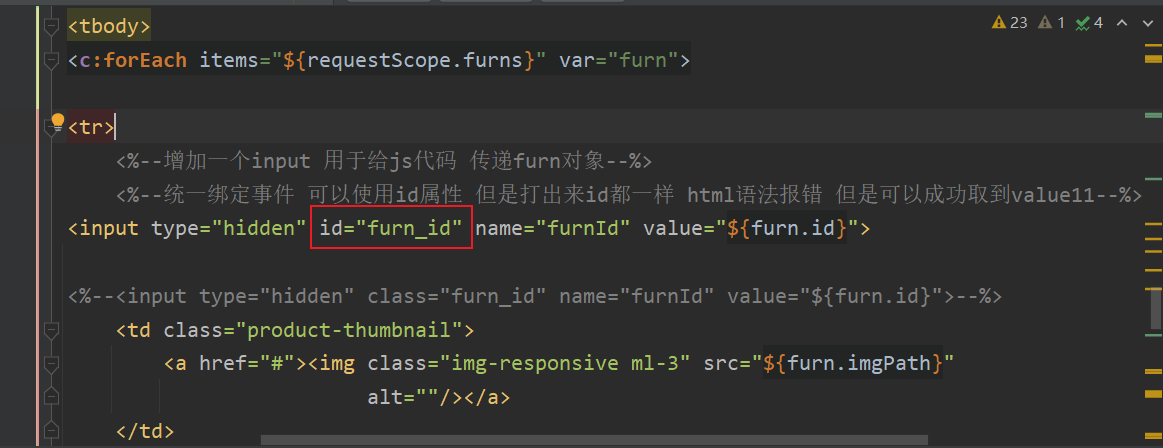 <tbody>
23 1 4
<c:forEach items="${requestScope.furns}" var="furn">
<tr>
<%--增加一个input 用于给js代码 传递furn对象--%>
<%--统一绑定事件 可以使用id属性 但是打出来id都一样 html语法报错 但是可以成功取到value11--%>
<input type="hidden" id="furn_id" name="furnId" value="${furn.id}">
<%--<input type="hidden" class="furn_id" name="furnId" value="${furn.id}">--%>
<td class="product-thumbnail">
<a href="#"><img class="img-responsive ml-3" src="${furn.imgPath}"
alt=""/></a>
</td>